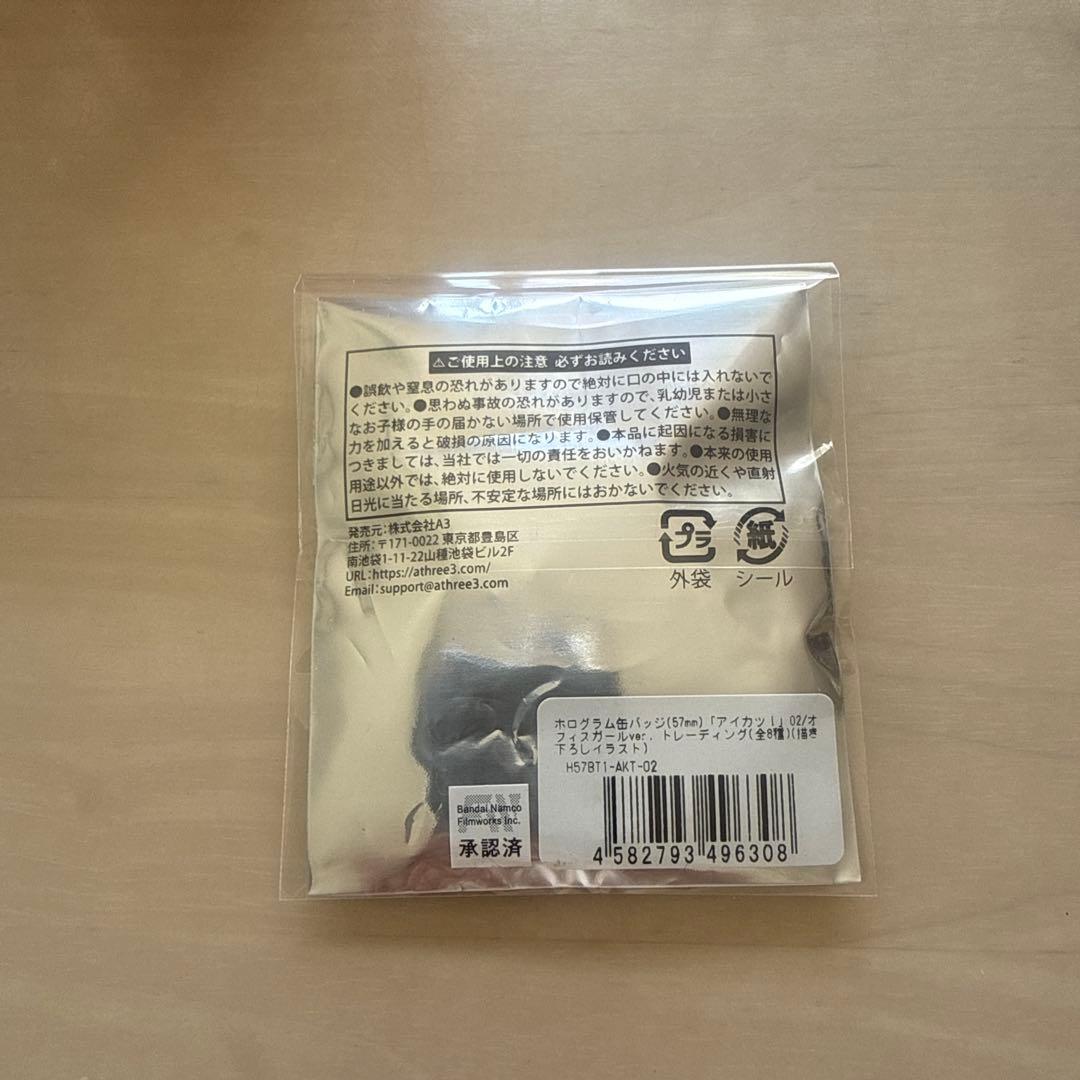 ⚠ご使用上の注意 必ずお読みください
●誤飲や窒息の恐れがありますので絶対に口の中には入れないで
ください。●思わぬ事故の恐れがありますので、乳幼児または小さ
なお子様の手の届かない場所で使用保管してください。●無理な
力を加えると破損の原因になります。●本品に起因になる損害に
つきましては、当社では一切の責任をおいかねます。●本来の使用
用途以外では、絶対に使用しないでください。●火気の近くや直射
日光に当たる場所、不安定な場所にはおかないでください。
発売元:株式会社A3
住所:〒171-0022 東京都豊島区
南池袋1-11-22山種池袋ビル2F
URL:https://athree3.com/
Email:support@athree3.com
プラ
外袋
紙
シール
ホログラム缶バッジ(57mm)「アイカツ！」02/オ
フィスガールver. トレーディング(全8種)(描き
下ろしイラスト)
H57BT1-AKT-02
4 582793 496308
Bandai Namco
Filmworks Inc.
承認済